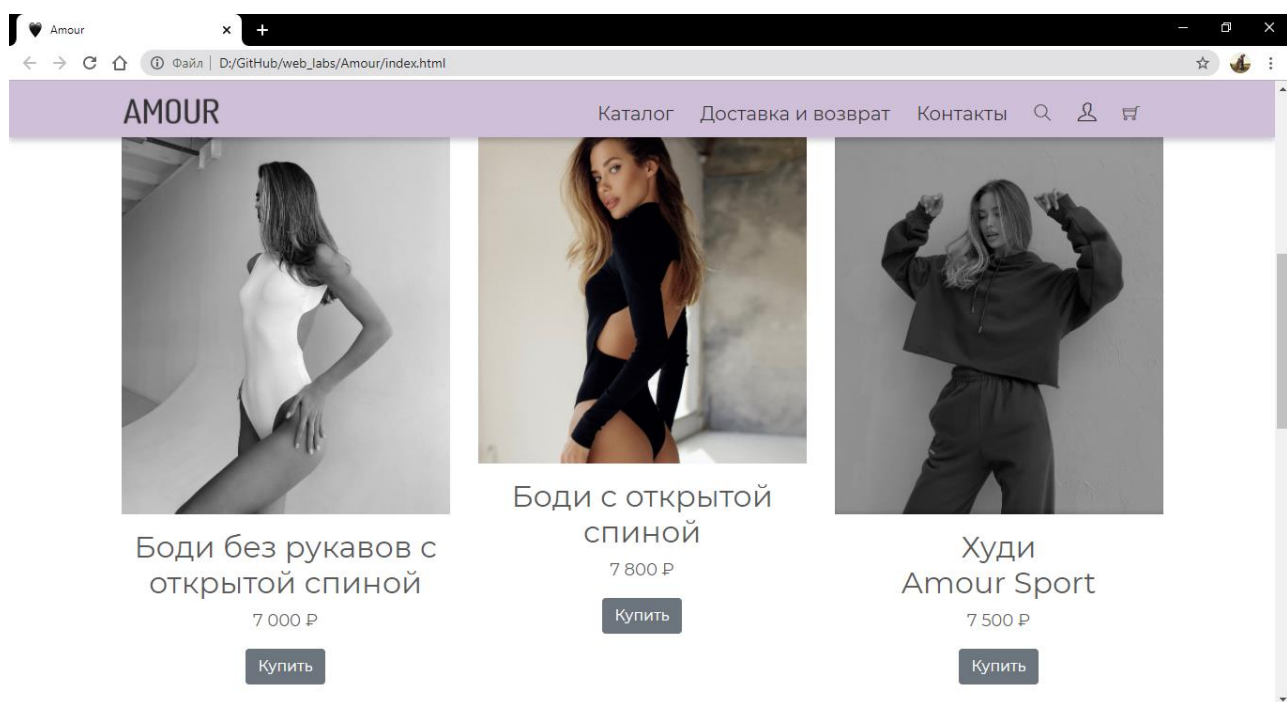 Amour
Файл | D:/GitHub/web_labs/Amour/index.html
AMOUR
Каталог Доставка и возврат Контакты
Боди без рукавов с
открытой спиной
7 000 ₽
Купить
Боди с открытой
спиной
7 800 ₽
Купить
Худи
Amour Sport
7 500 ₽
Купить